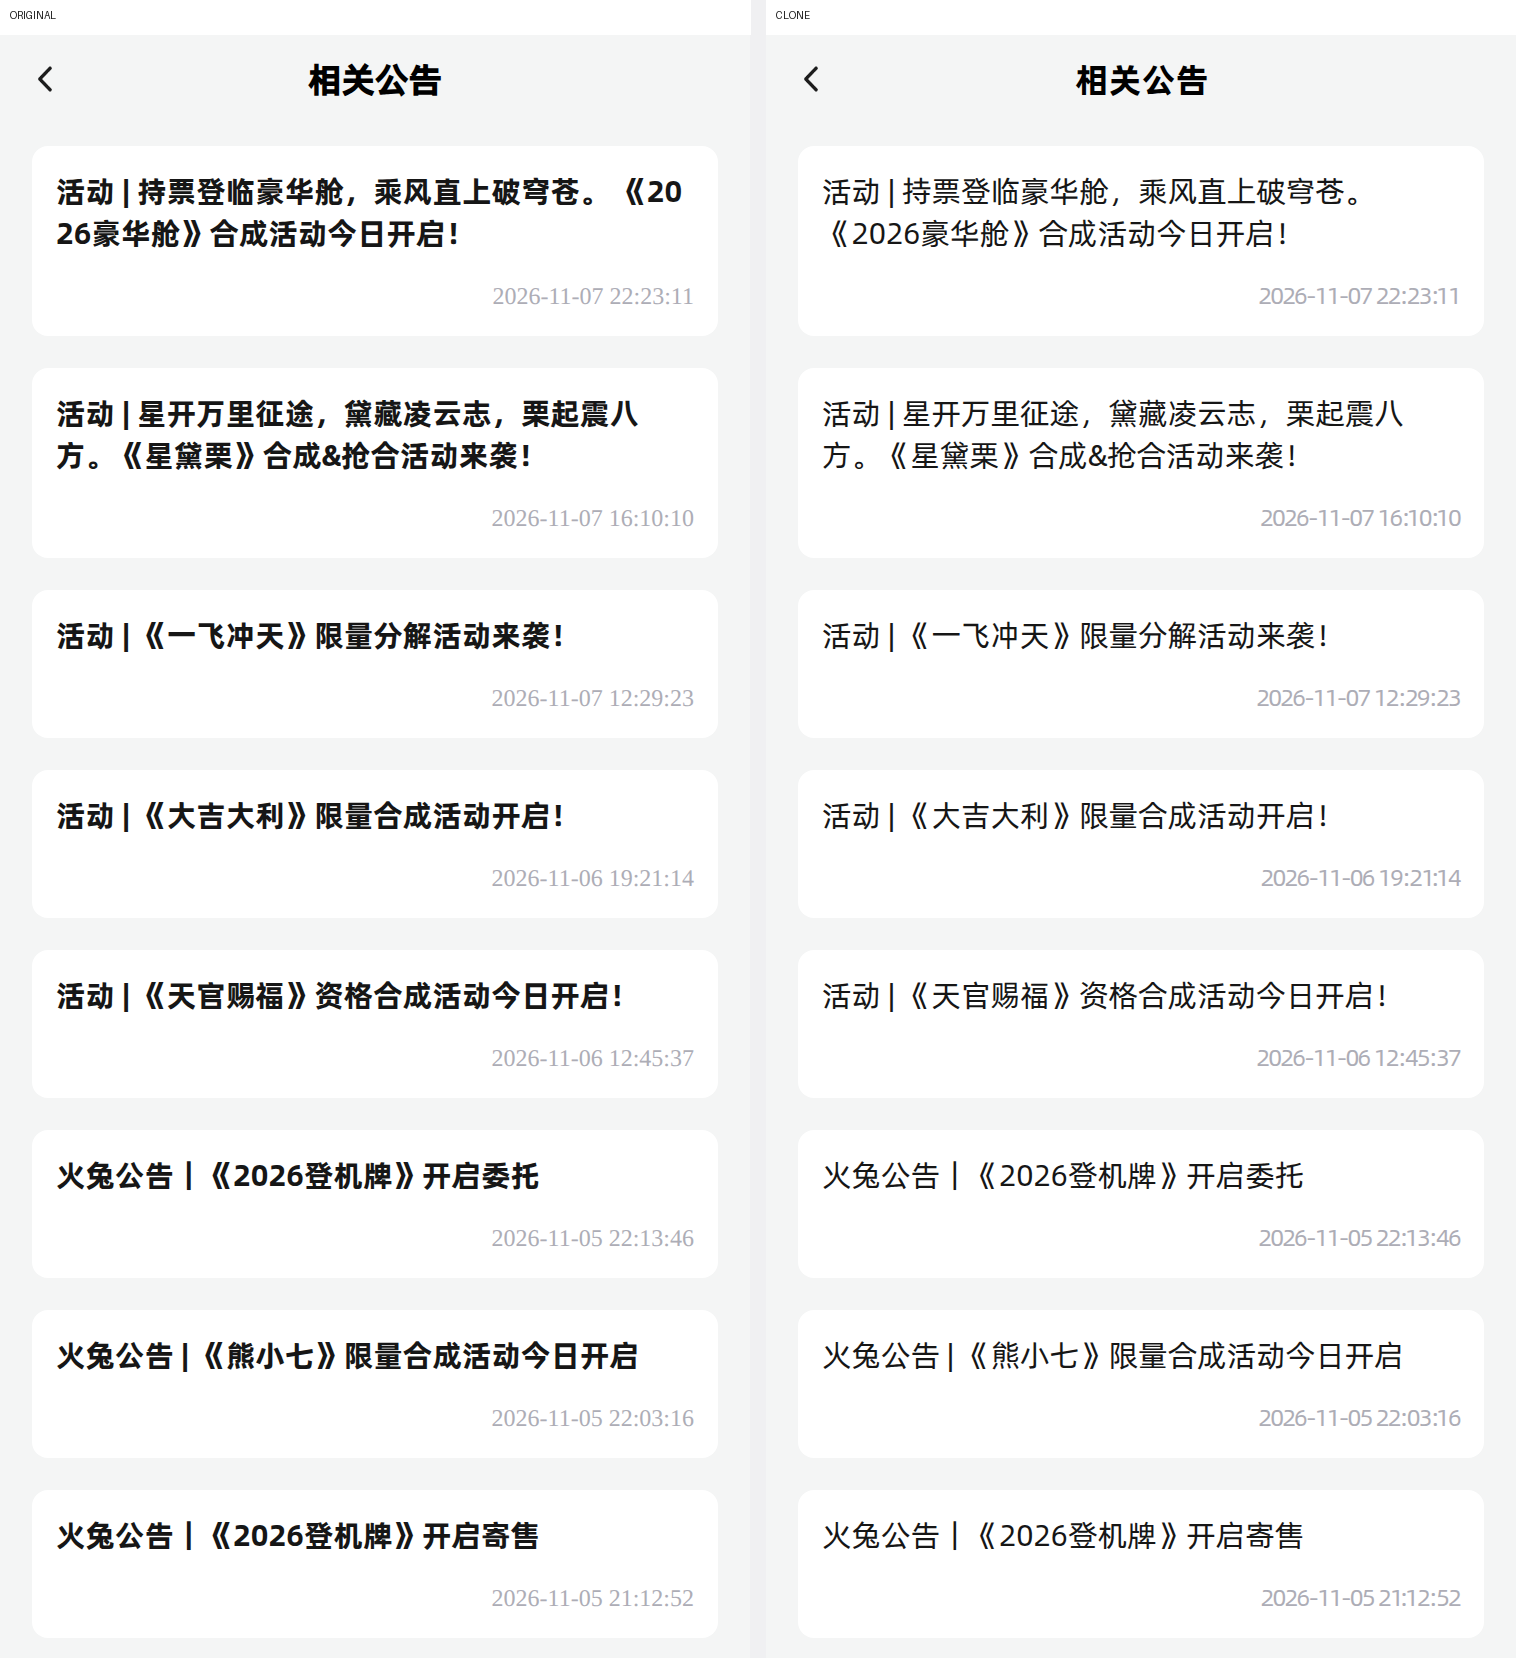 ORIGINAL
相关公告
活动 | 持票登临豪华舱，乘风直上破穹苍。《20
26豪华舱》合成活动今日开启！
2026-11-07 22:23:11
活动 | 星开万里征途，黛藏凌云志，栗起震八
方。《星黛栗》合成&抢合活动来袭！
2026-11-07 16:10:10
活动 |《一飞冲天》限量分解活动来袭！
2026-11-07 12:29:23
活动 |《大吉大利》限量合成活动开启！
2026-11-06 19:21:14
活动 |《天官赐福》资格合成活动今日开启！
2026-11-06 12:45:37
火兔公告｜《2026登机牌》开启委托
2026-11-05 22:13:46
火兔公告 |《熊小七》限量合成活动今日开启
2026-11-05 22:03:16
火兔公告｜《2026登机牌》开启寄售
2026-11-05 21:12:52
CLONE
相关公告
活动 | 持票登临豪华舱，乘风直上破穹苍。
《2026豪华舱》合成活动今日开启！
2026-11-07 22:23:11
活动 | 星开万里征途，黛藏凌云志，栗起震八
方。《星黛栗》合成&抢合活动来袭！
2026-11-07 16:10:10
活动 |《一飞冲天》限量分解活动来袭！
2026-11-07 12:29:23
活动 |《大吉大利》限量合成活动开启！
2026-11-06 19:21:14
活动 |《天官赐福》资格合成活动今日开启！
2026-11-06 12:45:37
火兔公告｜《2026登机牌》开启委托
2026-11-05 22:13:46
火兔公告 |《熊小七》限量合成活动今日开启
2026-11-05 22:03:16
火兔公告｜《2026登机牌》开启寄售
2026-11-05 21:12:52